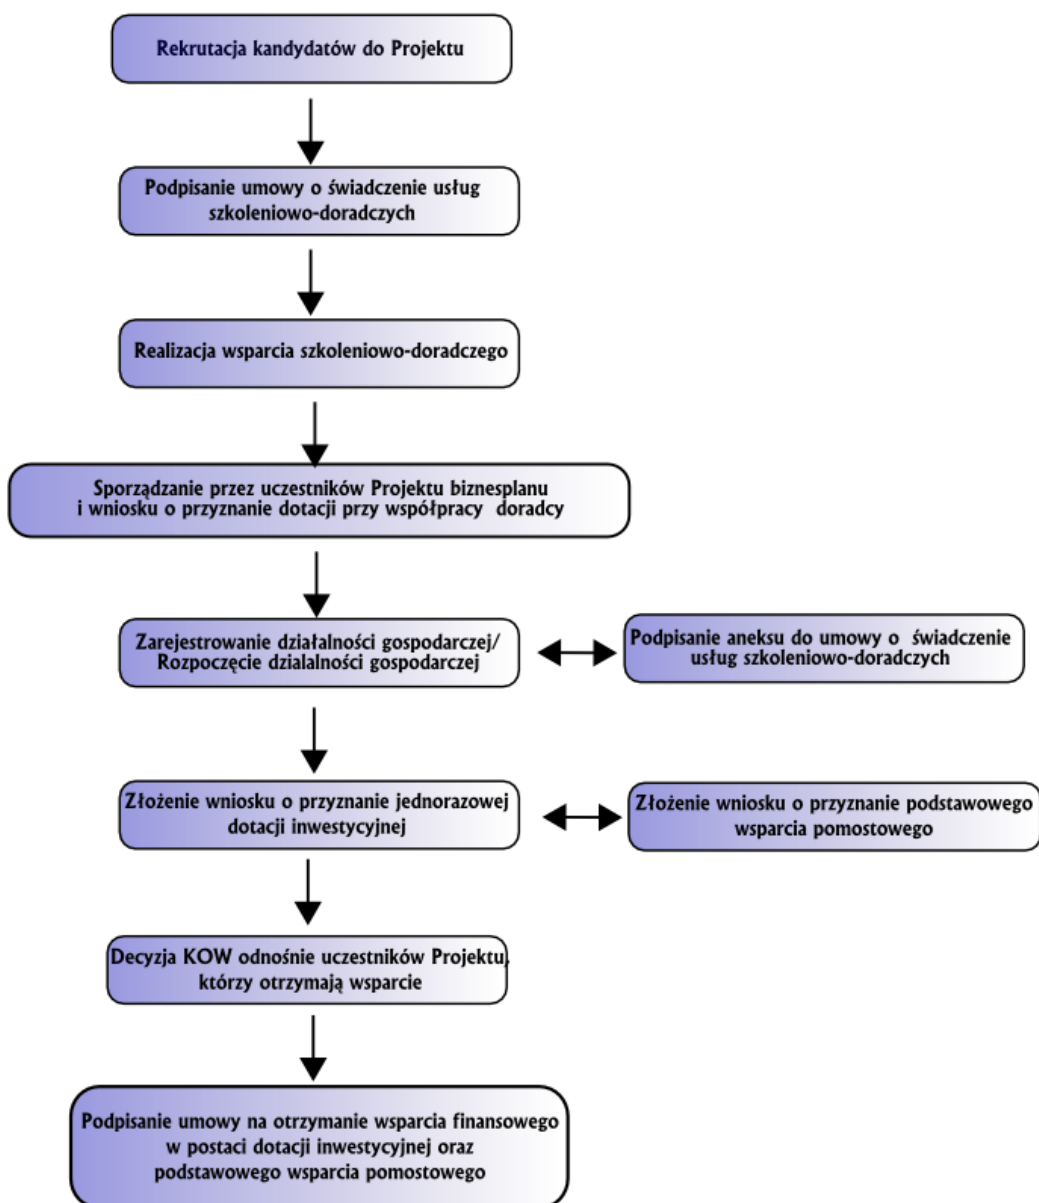 Rekrutacja kandydatów do Projektu
Podpisanie umowy o świadczenie usług
szkoleniowo-doradczych
Realizacja wsparcia szkoleniowo-doradczego
Sporządzanie przez uczestników Projektu biznesplanu
i wniosku o przyznanie dotacji przy współpracy doradcy
Zarejestrowanie działalności gospodarczej/
Rozpoczęcie dzialalności gospodarczej
Podpisanie aneksu do umowy o świadczenie
usług szkoleniowo-doradczych
Złożenie wniosku o przyznanie jednorazowej
dotacji inwestycyjnej
Złożenie wniosku o przyznanie podstawowego
wsparcia pomostowego
Decyzja KOW odnośnie uczestników Projektu,
którzy otrzymają wsparcie
Podpisanie umowy na otrzymanie wsparcia finansowego
w postaci dotacji inwestycyjnej oraz
podstawowego wsparcia pomostowego